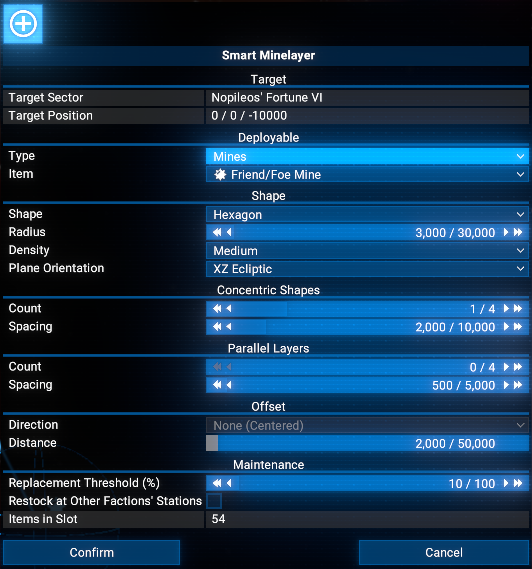 Smart Minelayer
Target
Target Sector Nopileos' Fortune VI
Target Position 0 / 0 / -10000
Deployable
Type Mines
Item Friend/Foe Mine
Shape
Shape Hexagon
Radius 3,000 / 30,000
Density Medium
Plane Orientation XZ Ecliptic
Concentric Shapes
Count 1 / 4
Spacing 2,000 / 10,000
Parallel Layers
Count 0 / 4
Spacing 500 / 5,000
Offset
Direction None (Centered)
Distance 2,000 / 50,000
Maintenance
Replacement Threshold (%) 10 / 100
Restock at Other Factions' Stations
Items in Slot 54
Confirm Cancel